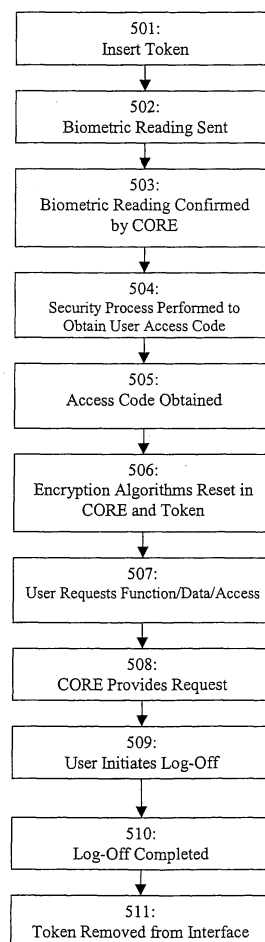 501:
Insert Token
502:
Biometric Reading Sent
503:
Biometric Reading Confirmed
by CORE
504:
Security Process Performed to
Obtain User Access Code
505:
Access Code Obtained
506:
Encryption Algorithms Reset in
CORE and Token
507:
User Requests Function/Data/Access
508:
CORE Provides Request
509:
User Initiates Log-Off
510:
Log-Off Completed
511:
Token Removed from Interface